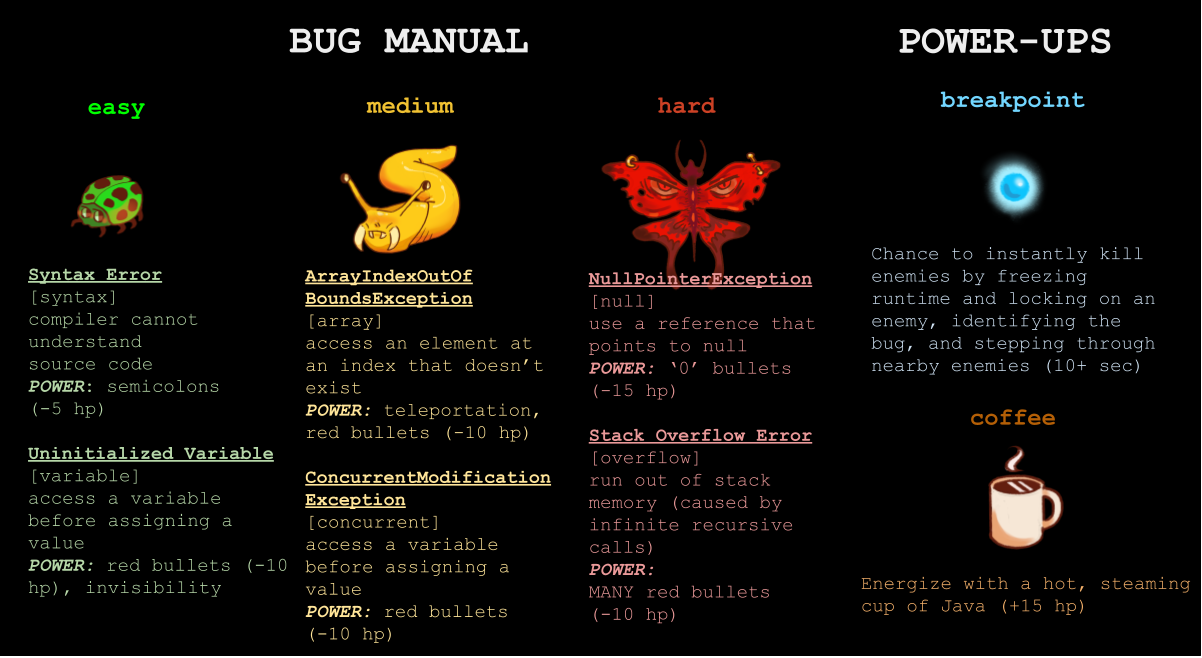 BUG MANUAL
easy
Syntax Error
[syntax]
compiler cannot
understand
source code
POWER: semicolons
(-5 hp)
Uninitialized Variable
[variable]
access a variable
before assigning a
value
POWER: red bullets (-10
hp), invisibility
medium
ArrayIndexOutOf
BoundsException
[array]
access an element at
an index that doesn’t
exist
POWER: teleportation,
red bullets (-10 hp)
ConcurrentModification
Exception
[concurrent]
access a variable
before assigning a
value
POWER: red bullets
(-10 hp)
hard
NullPointerException
[null]
use a reference that
points to null
POWER: ‘0’ bullets
(-15 hp)
Stack Overflow Error
[overflow]
run out of stack
memory (caused by
infinite recursive
calls)
POWER:
MANY red bullets
(-10 hp)
POWER-UPS
breakpoint
Chance to instantly kill
enemies by freezing
runtime and locking on an
enemy, identifying the
bug, and stepping through
nearby enemies (10+ sec)
coffee
Energize with a hot, steaming
cup of Java (+15 hp)